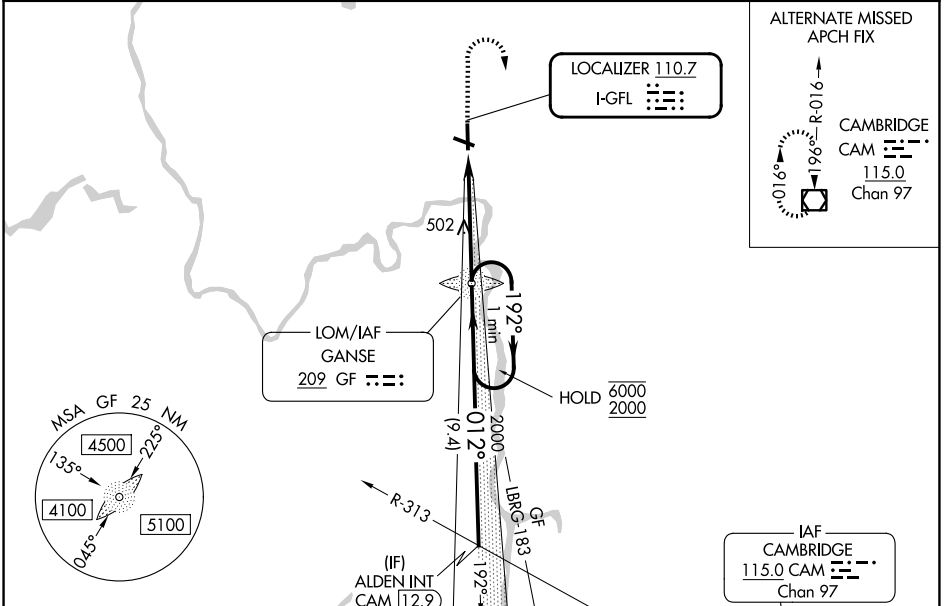 ALTERNATE MISSED
APCH FIX
R-016
196°
016°
CAMBRIDGE
CAM
115.0
Chan 97
LOCALIZER 110.7
I-GFL
502
192°
1 min
LOM/IAF
GANSE
209 GF
HOLD 6000
2000
MSA GF 25 NM
4500
225°
135°
4100
5100
045°
012°
(9.4)
2000
GF
LBRG-183
R-313
(IF)
ALDEN INT
CAM 12.9
192°
IAF
CAMBRIDGE
115.0 CAM
Chan 97